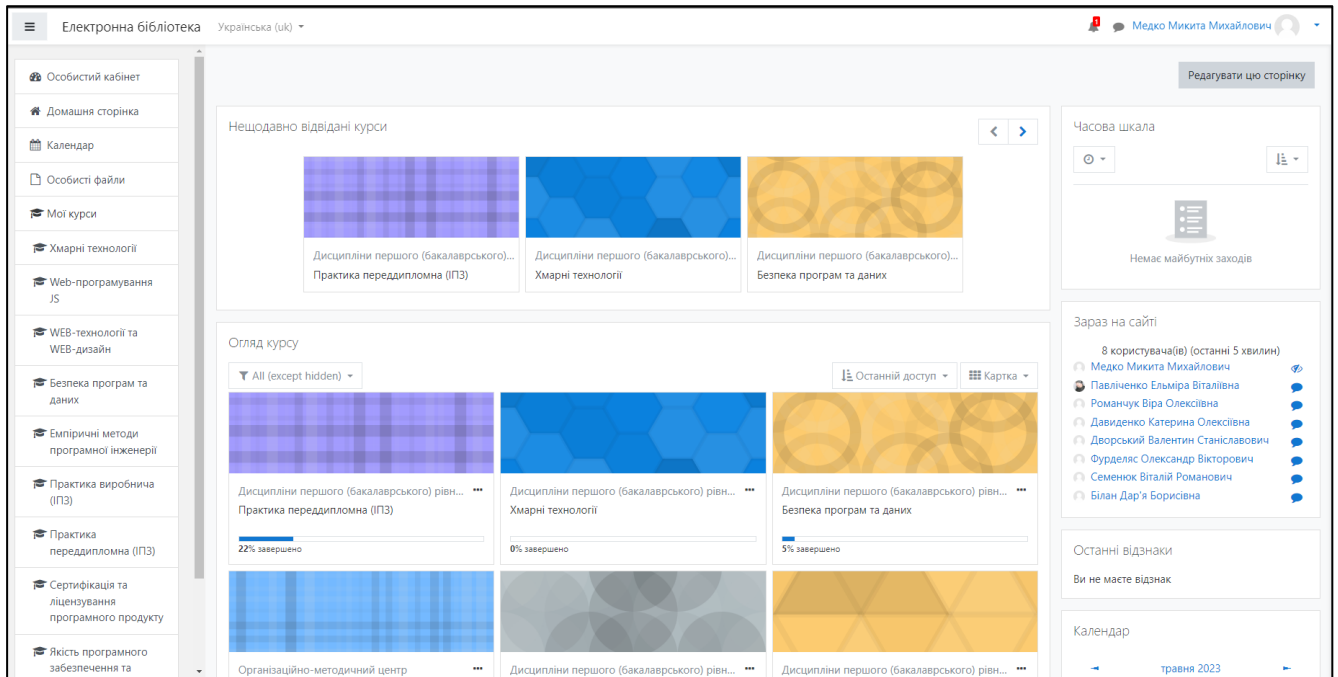 Електронна бібліотека
Українська (uk)
1
Медко Микита Михайлович
Особистий кабінет
Домашня сторінка
Календар
Особисті файли
Мої курси
Хмарні технології
Web-програмування
JS
WEB-технології та
WEB-дизайн
Безпека програм та
даних
Емпіричні методи
програмної інженерії
Практика виробнича
(ІПЗ)
Практика
переддипломна (ІПЗ)
Сертифікація та
ліцензування
програмного продукту
Якість програмного
забезпечення та
Редагувати цю сторінку
Нещодавно відвідані курси
Дисципліни першого (бакалаврського)...
Практика переддипломна (ІПЗ)
Дисципліни першого (бакалаврського)...
Хмарні технології
Дисципліни першого (бакалаврського)...
Безпека програм та даних
Огляд курсу
All (except hidden)
Останній доступ
Картка
Дисципліни першого (бакалаврського) рівн...
Практика переддипломна (ІПЗ)
22% завершено
Дисципліни першого (бакалаврського) рівн...
Хмарні технології
0% завершено
Дисципліни першого (бакалаврського) рівн...
Безпека програм та даних
5% завершено
Організаційно-методичний центр
Дисципліни першого (бакалаврського) рівн...
Дисципліни першого (бакалаврського) рівн...
Часова шкала
Немає майбутніх заходів
Зараз на сайті
8 користувача(ів) (останні 5 хвилин)
Медко Микита Михайлович
Павліченко Ельміра Віталіївна
Романчук Віра Олексіївна
Давиденко Катерина Олексіївна
Дворський Валентин Станіславович
Фурделяс Олександр Вікторович
Семенюк Віталій Романович
Білан Дар'я Борисівна
Останні відзнаки
Ви не маєте відзнак
Календар
травня 2023